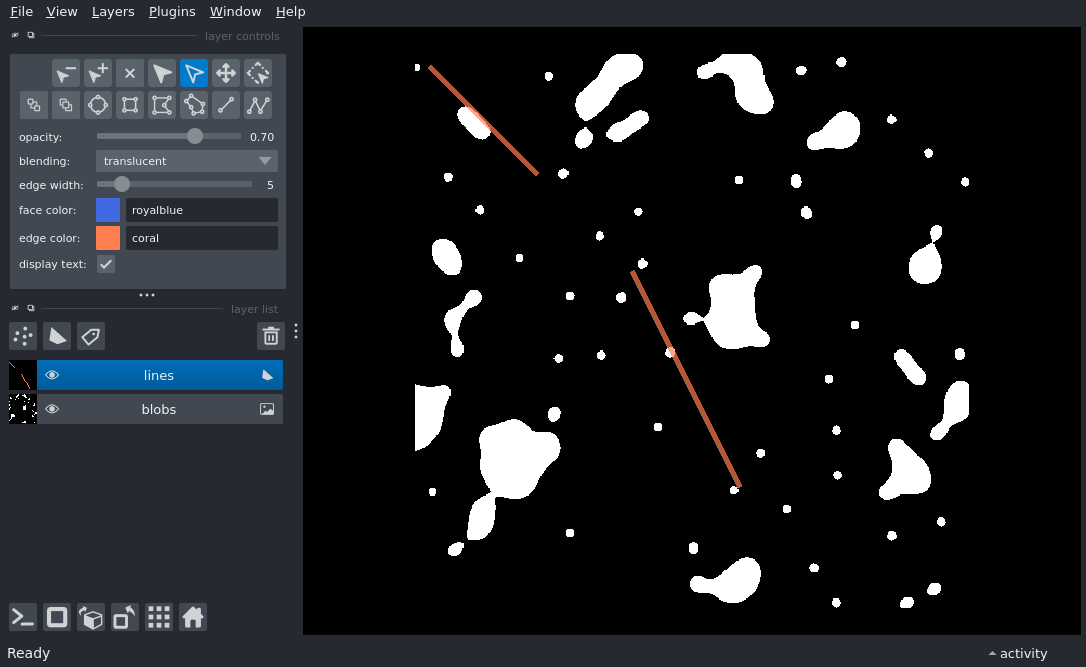 File View Layers Plugins Window Help
layer controls
opacity: 0.70
blending: translucent
edge width: 5
face color: royalblue
edge color: coral
display text:
layer list
lines
blobs
Ready
activity